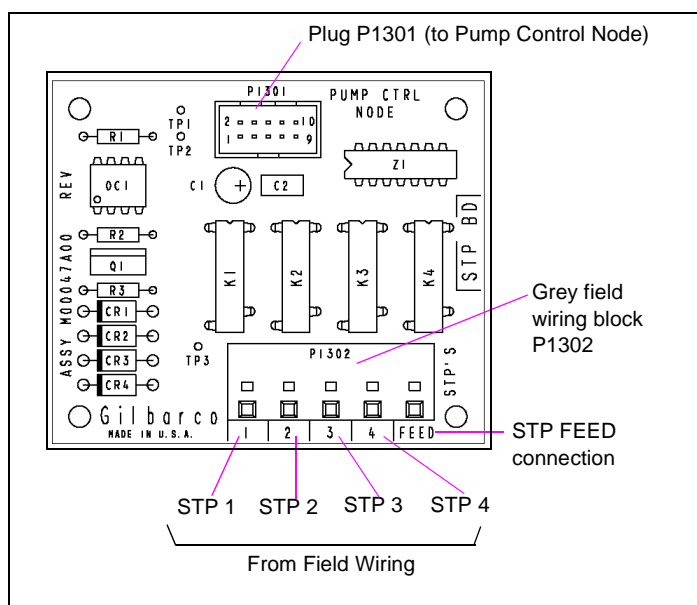 Plug P1301 (to Pump Control Node)
P1301
PUMP CTRL
NODE
2 10
1 9
TP1
TP2
R1
REV
OC1
C1
C2
Z1
STP BD
R2
Q1
R3
CR1
CR2
CR3
CR4
ASSY M00047A00
K1
K2
K3
K4
TP3
P1302
STP'S
Grey field
wiring block
P1302
Gilbarco
MADE IN U.S.A.
1 2 3 4 FEED
STP FEED
connection
STP 1 STP 2 STP 3 STP 4
From Field Wiring